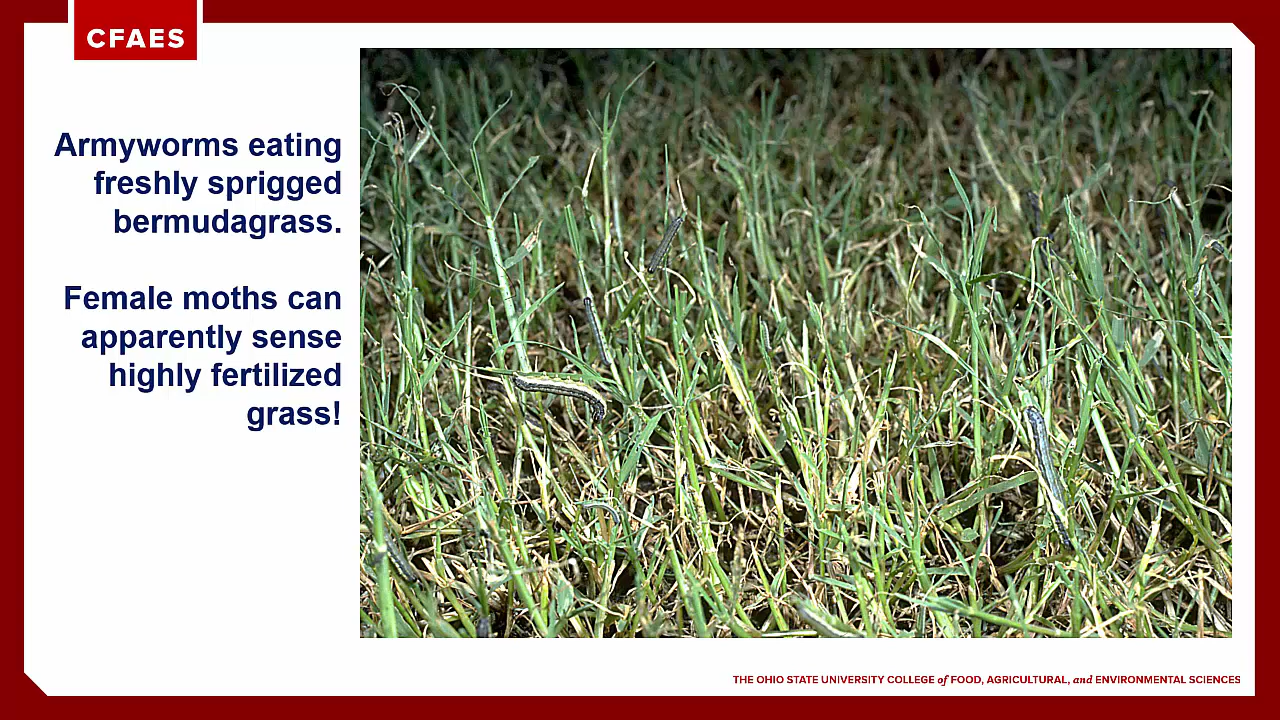 CFAES
Armyworms eating
freshly sprigged
bermudagrass.
Female moths can
apparently sense
highly fertilized
grass!
THE OHIO STATE UNIVERSITY COLLEGE of FOOD, AGRICULTURAL, and ENVIRONMENTAL SCIENCES